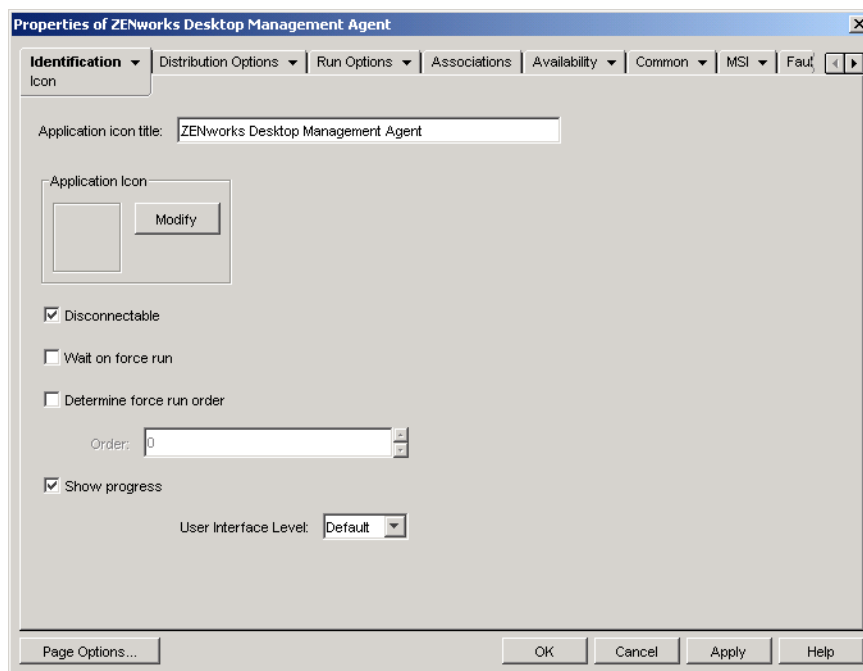 Properties of ZENworks Desktop Management Agent
Identification Distribution Options Run Options Associations Availability Common MSI Faul
Icon
Application icon title: ZENworks Desktop Management Agent
Application Icon
Modify
Disconnectable
Wait on force run
Determine force run order
Order: 0
Show progress
User Interface Level: Default
Page Options... OK Cancel Apply Help